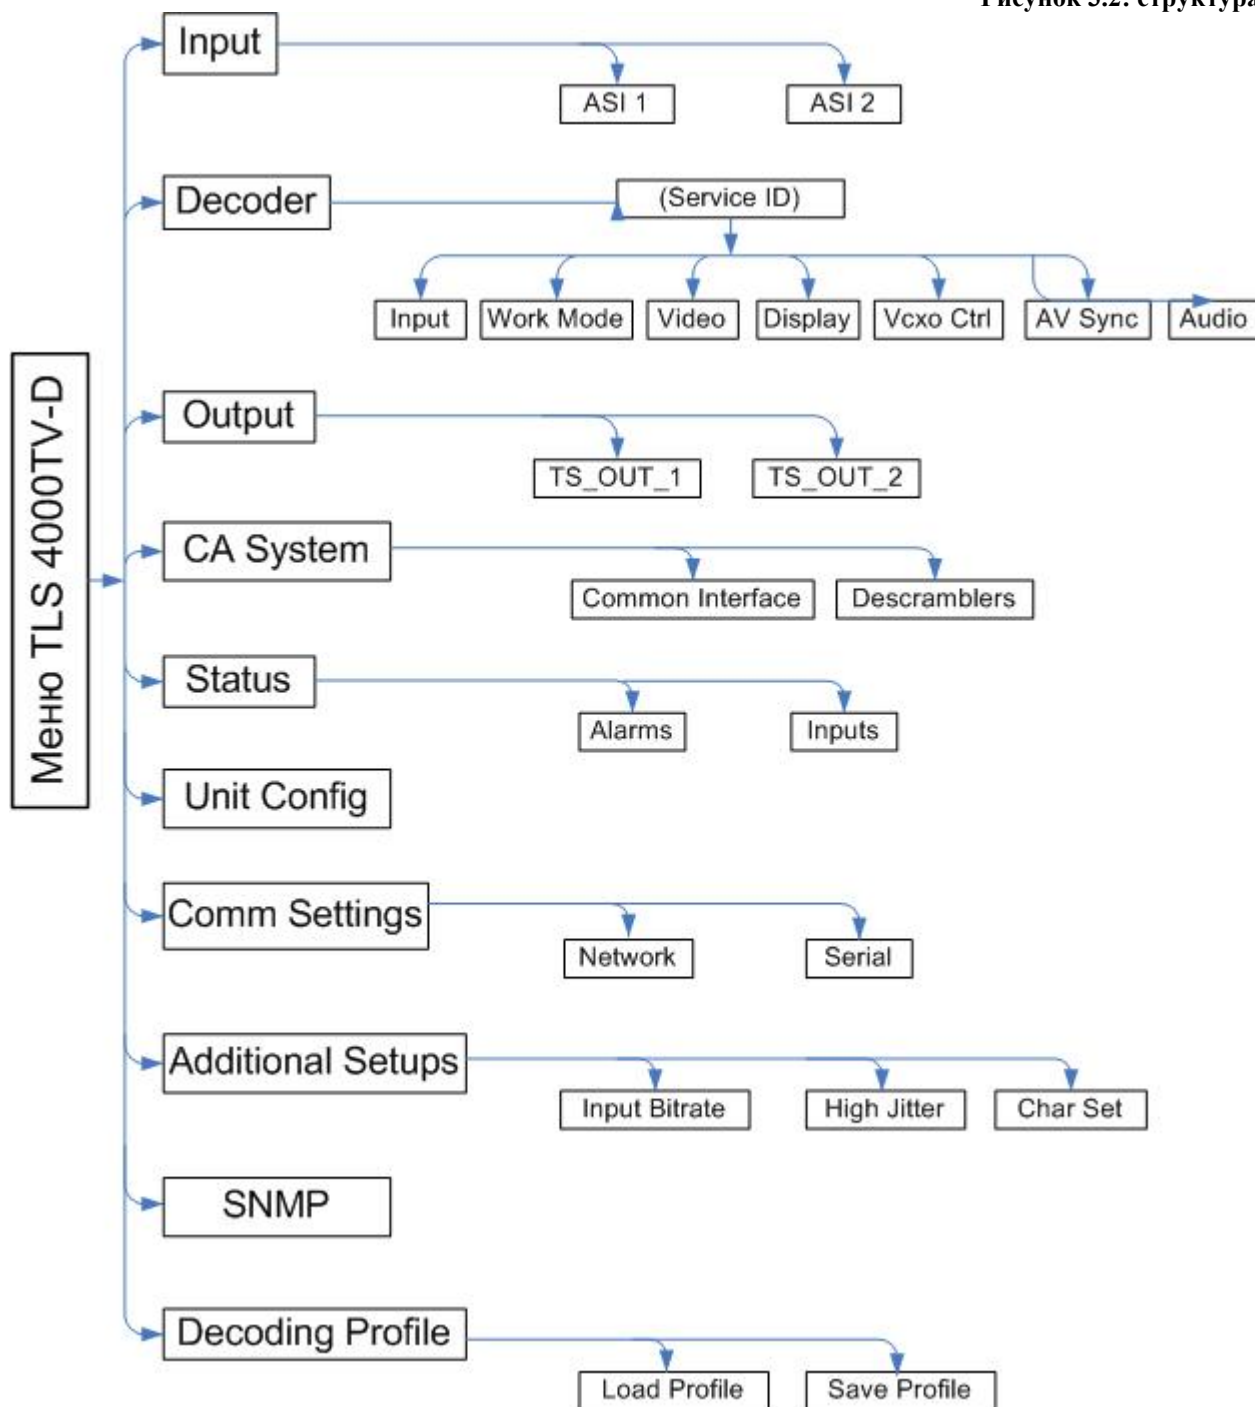 Рисунок 3.2: структура
Input
ASI 1
ASI 2
Decoder
(Service ID)
Input
Work Mode
Video
Display
Vcxo Ctrl
AV Sync
Audio
Меню TLS 4000TV-D
Output
TS_OUT_1
TS_OUT_2
CA System
Common Interface
Descramblers
Status
Alarms
Inputs
Unit Config
Comm Settings
Network
Serial
Additional Setups
Input Bitrate
High Jitter
Char Set
SNMP
Decoding Profile
Load Profile
Save Profile